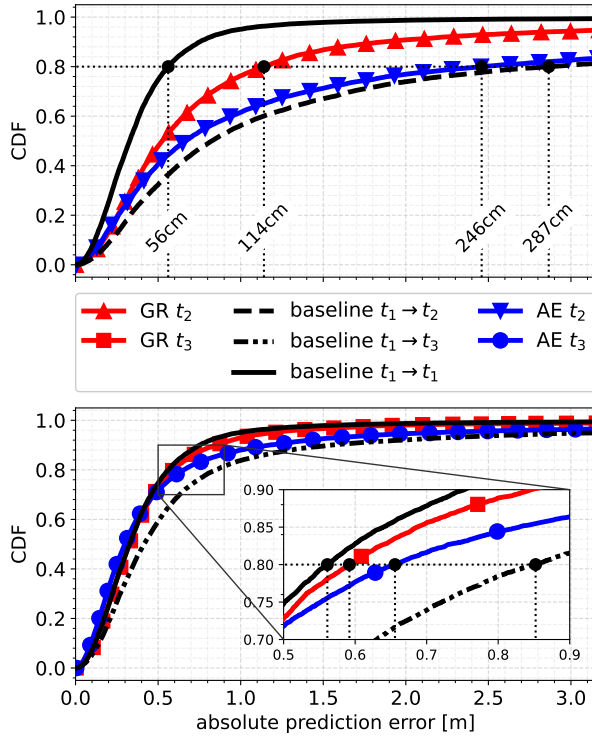 1.0
0.8
0.6
0.4
0.2
0.0
CDF
56cm
114cm
246cm
287cm
GR t₂ baseline t₁ → t₂ AE t₂
GR t₃ baseline t₁ → t₃ AE t₃
baseline t₁ → t₁
1.0
0.8
0.6
0.4
0.2
0.0
CDF
0.90
0.85
0.80
0.75
0.70
0.5 0.6 0.7 0.8 0.9
0.0 0.5 1.0 1.5 2.0 2.5 3.0
absolute prediction error [m]